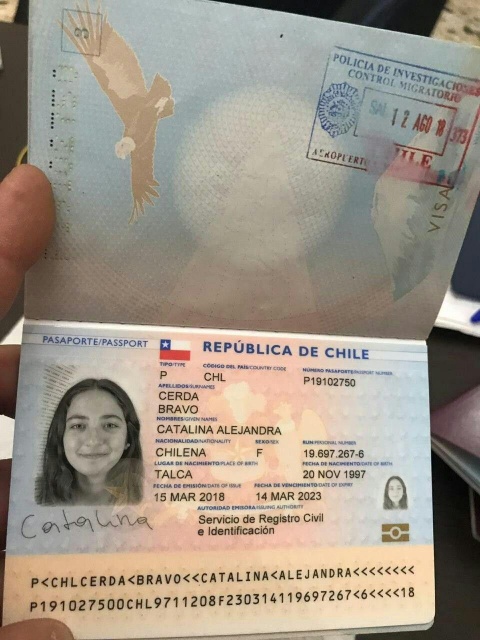 POLICIA DE INVESTIGACIONES
CONTROL MIGRATORIO
SAL 12 AGO 18
AEROPUERTO
CHILE
VISA
PASAPORTE/PASSPORT
REPÚBLICA DE CHILE
TIPO/TYPE CÓDIGO DEL PAÍS/COUNTRY CODE NÚMERO PASAPORTE/PASSPORT NUMBER
P CHL P19102750
APELLIDOS/SURNAMES
CERDA
BRAVO
NOMBRES/GIVEN NAMES
CATALINA ALEJANDRA
NACIONALIDAD/NATIONALITY SEXO/SEX RUN/PERSONAL NUMBER
CHILENA F 19.697.267-6
LUGAR DE NACIMIENTO/PLACE OF BIRTH FECHA DE NACIMIENTO/DATE OF BIRTH
TALCA 20 NOV 1997
FECHA DE EMISIÓN/DATE OF ISSUE FECHA DE VENCIMIENTO/DATE OF EXPIRY
15 MAR 2018 14 MAR 2023
AUTORIDAD EMISORA/ISSUING AUTHORITY
Servicio de Registro Civil
e Identificación
Catalina
P<CHLCERDA<BRAVO<<CATALINA<ALEJANDRA<<<<<<<<
P191027500CHL9711208F230314119697267<6<<<<18